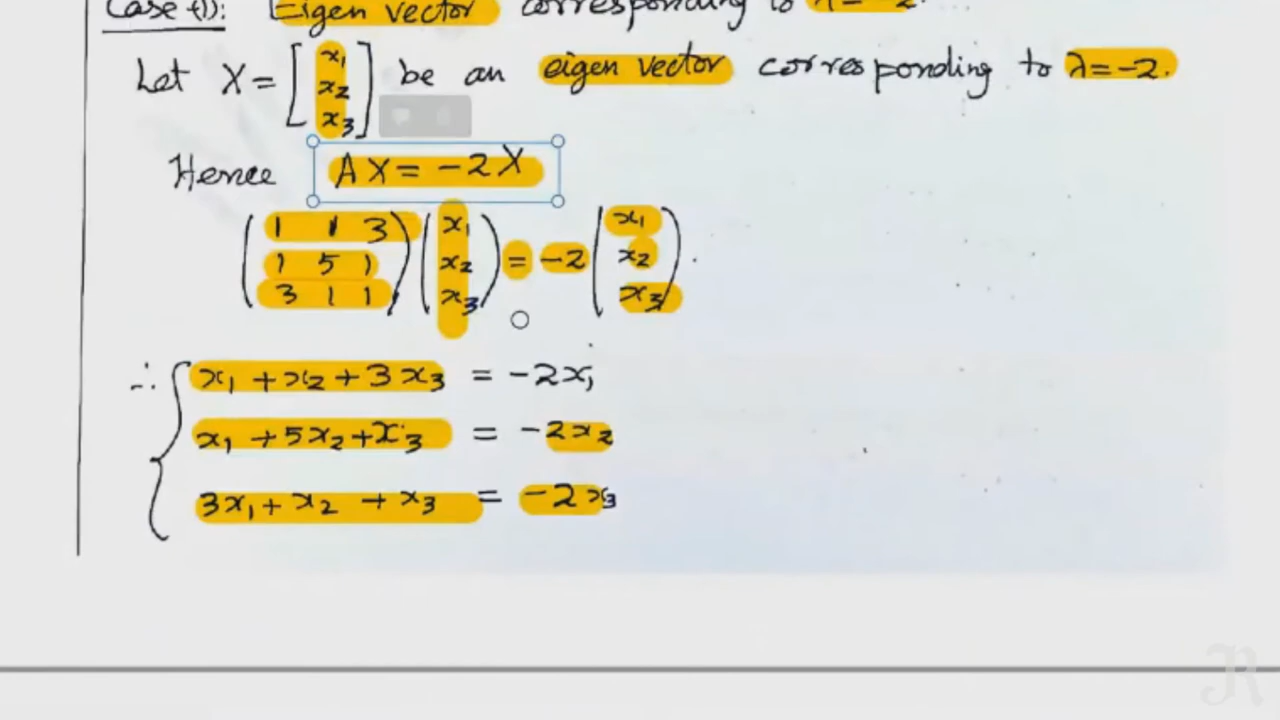 Case (1): Eigen vector corresponding to λ = -2.
Let X = [x₁ x₂ x₃] be an eigen vector corresponding to λ = -2.
Hence AX = -2X
(1 1 3) (x₁) = -2 (x₁)
(1 5 1) (x₂) (x₂) .
(3 1 1) (x₃) (x₃)
∴ { x₁ + x₂ + 3x₃ = -2x₁
x₁ + 5x₂ + x₃ = -2x₂
3x₁ + x₂ + x₃ = -2x₃